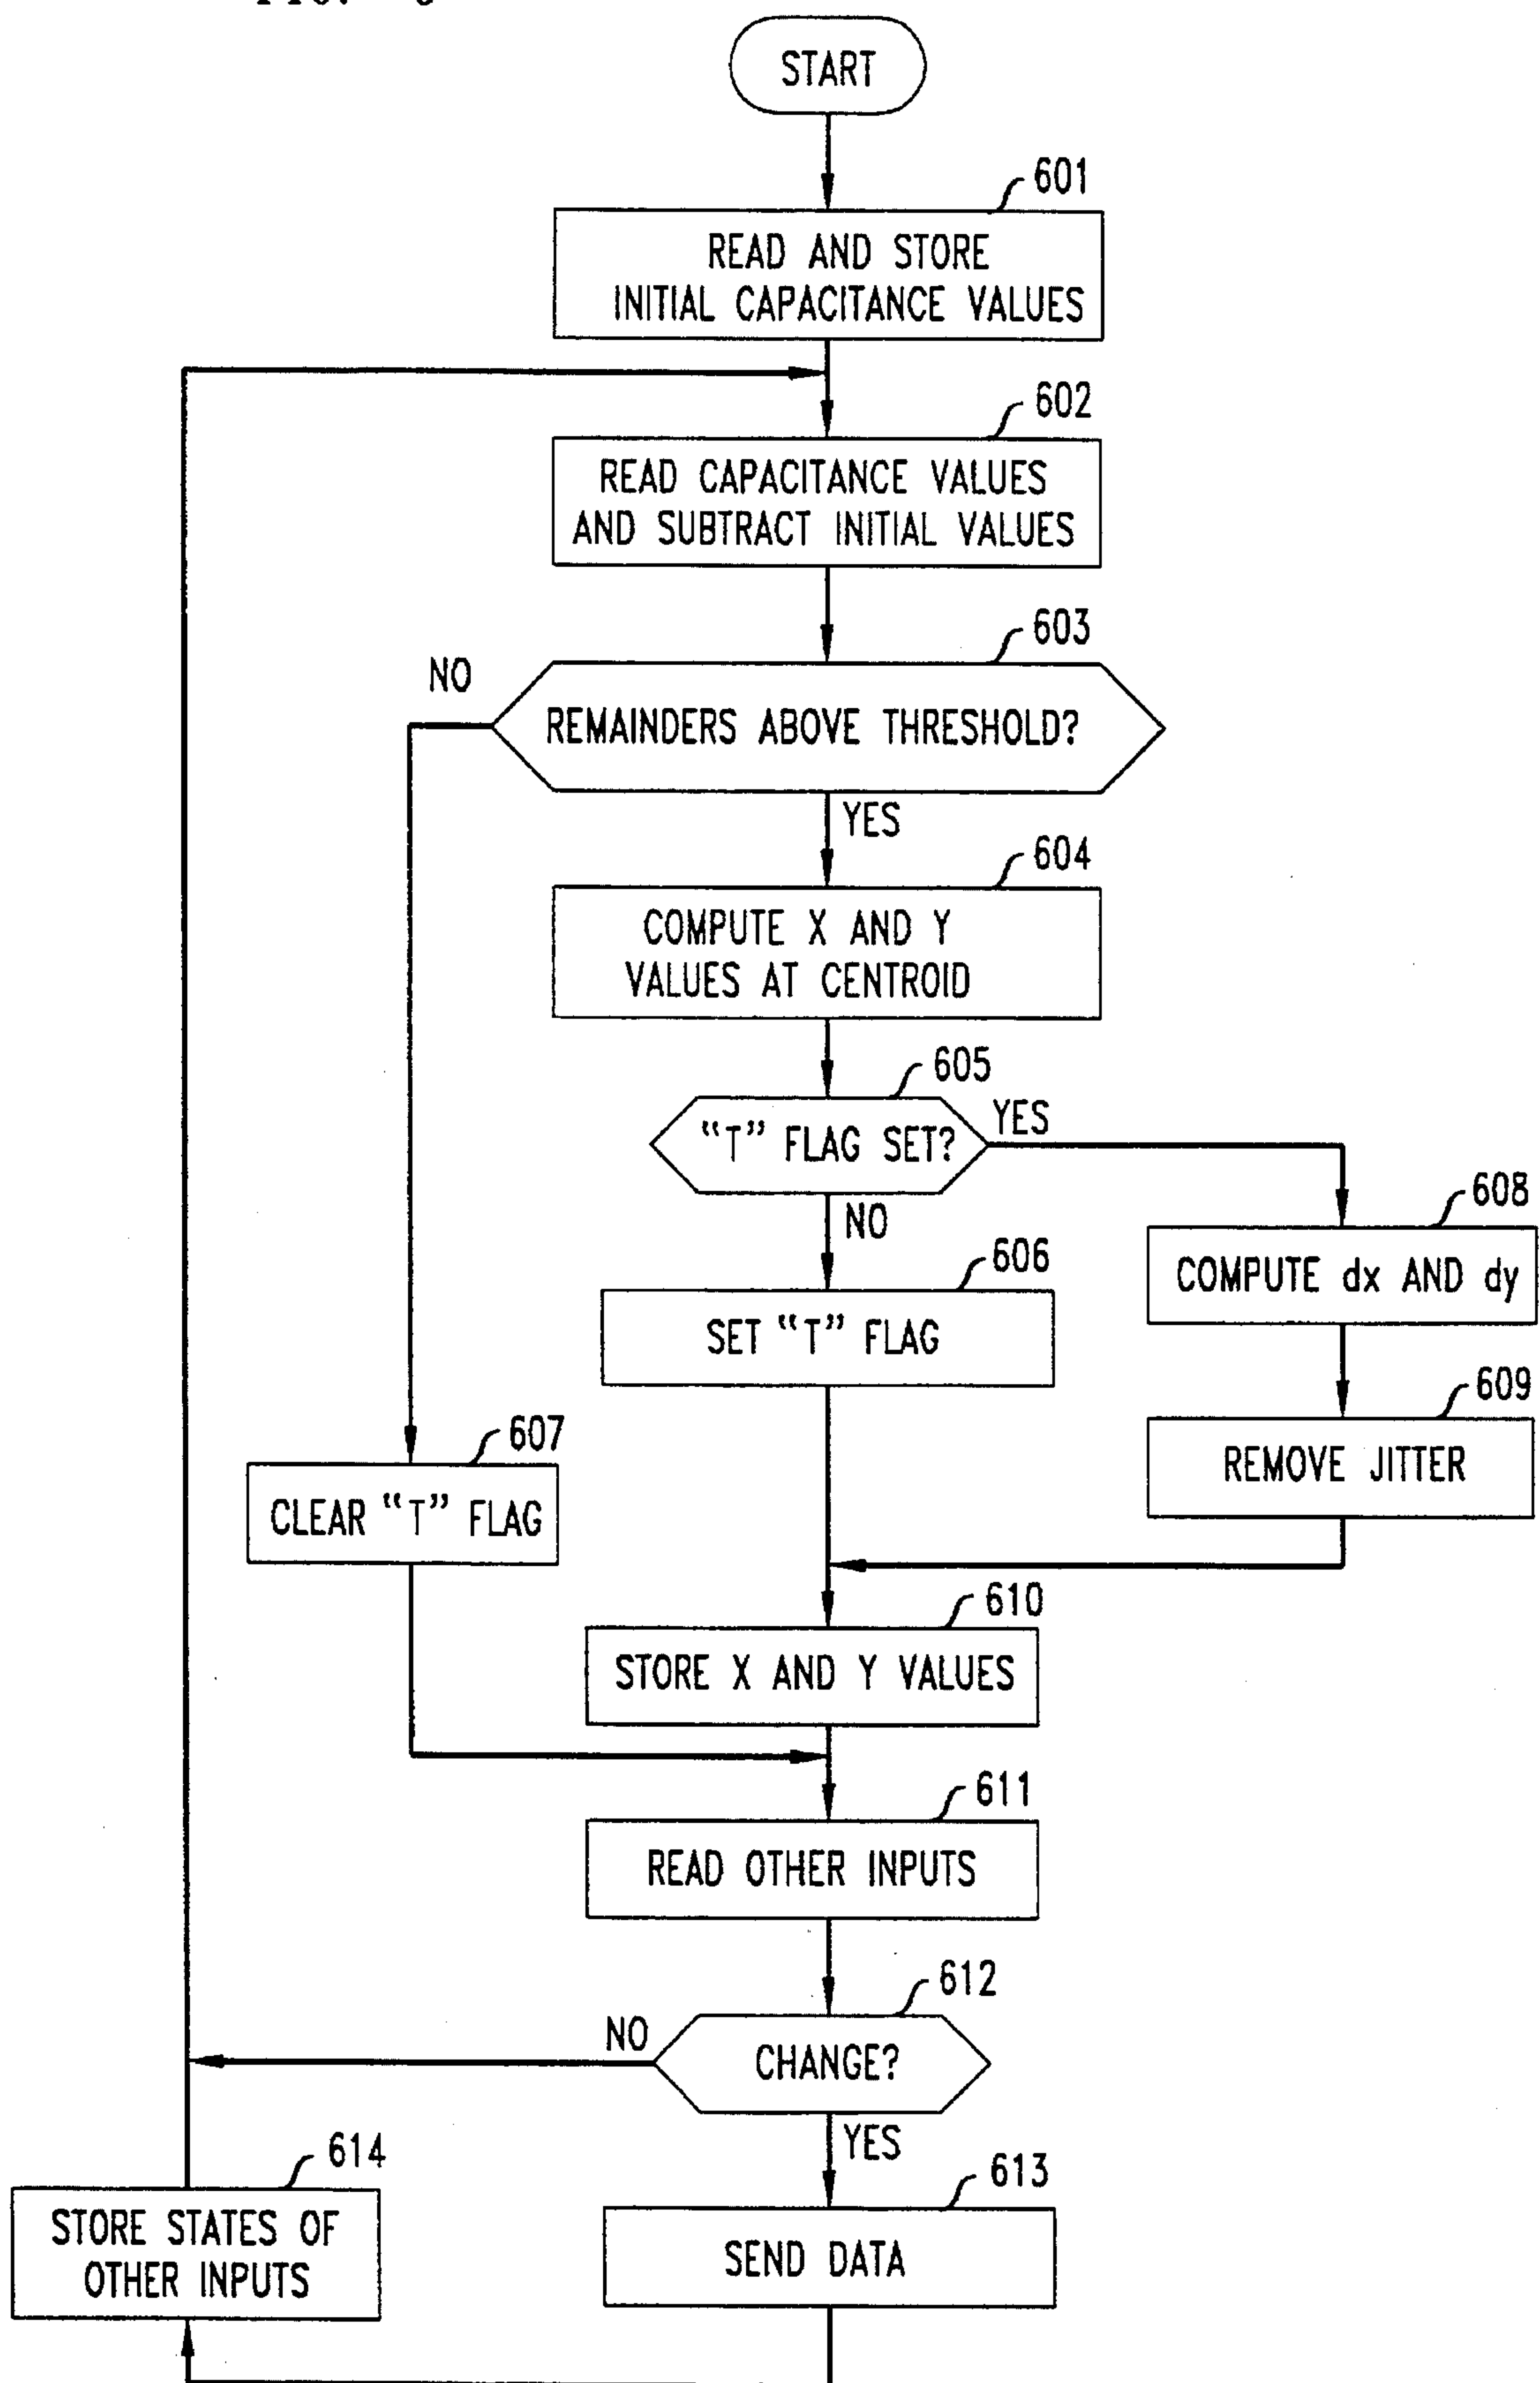 START
601
READ AND STORE
INITIAL CAPACITANCE VALUES
602
READ CAPACITANCE VALUES
AND SUBTRACT INITIAL VALUES
603
NO
REMAINDERS ABOVE THRESHOLD?
YES
604
COMPUTE X AND Y
VALUES AT CENTROID
605
“T” FLAG SET?
YES
NO
608
COMPUTE dx AND dy
606
SET “T” FLAG
609
REMOVE JITTER
607
CLEAR “T” FLAG
610
STORE X AND Y VALUES
611
READ OTHER INPUTS
612
NO
CHANGE?
YES
614
STORE STATES OF
OTHER INPUTS
613
SEND DATA